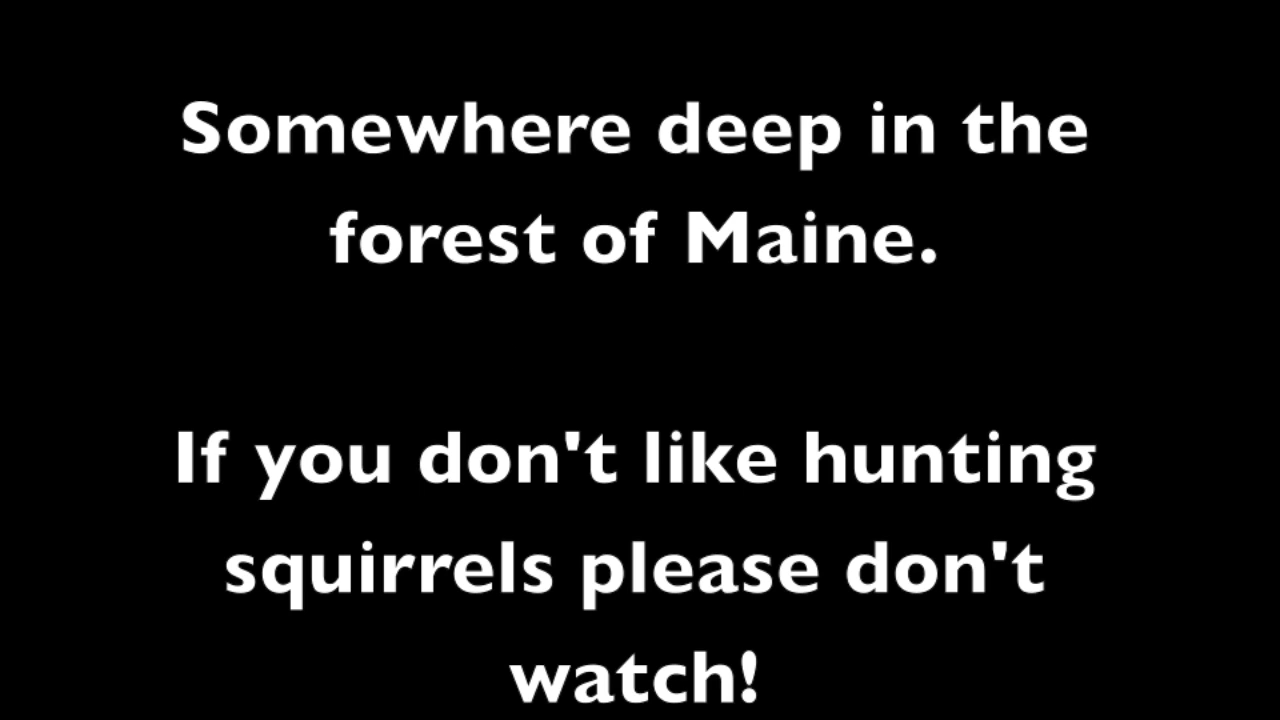 Somewhere deep in the
forest of Maine.
If you don't like hunting
squirrels please don't
watch!